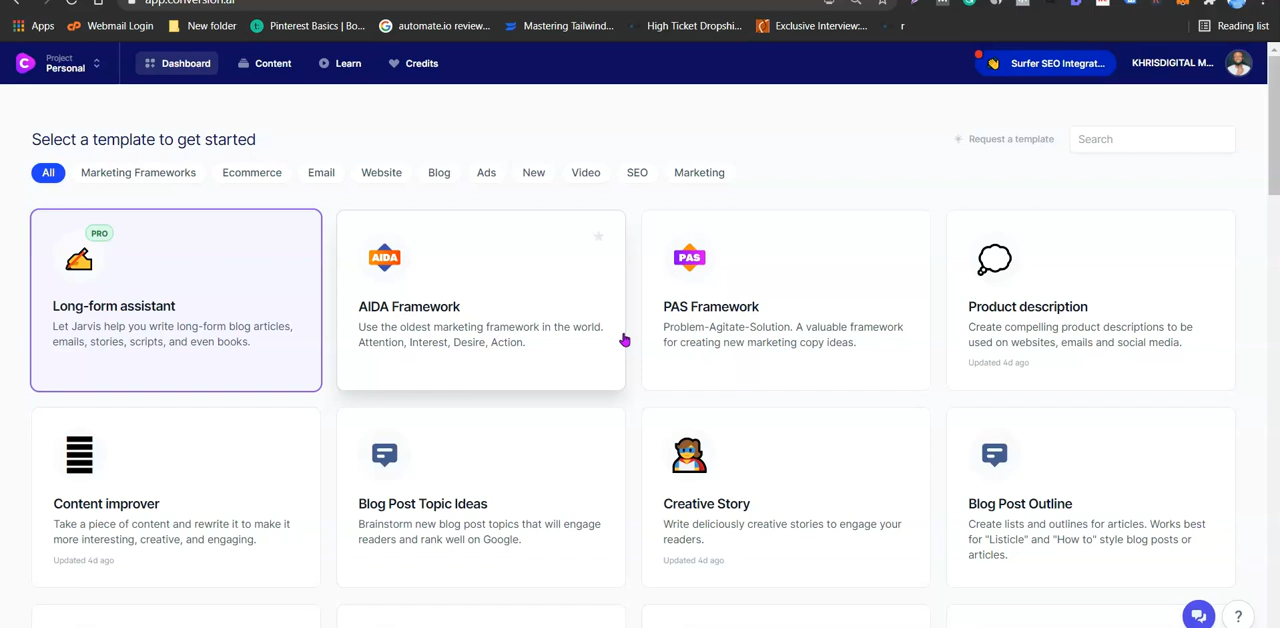 app.conversion.ai
Apps
Webmail Login
New folder
Pinterest Basics | Bo...
automate.io review...
Mastering Tailwind...
High Ticket Dropshi...
Exclusive Interview:...
r
Reading list
C
Project
Personal
Dashboard
Content
Learn
Credits
Surfer SEO Integrat...
KHRISDIGITAL M...
Select a template to get started
Request a template
Search
All
Marketing Frameworks
Ecommerce
Email
Website
Blog
Ads
New
Video
SEO
Marketing
PRO
Long-form assistant
Let Jarvis help you write long-form blog articles,
emails, stories, scripts, and even books.
AIDA
AIDA Framework
Use the oldest marketing framework in the world.
Attention, Interest, Desire, Action.
PAS
PAS Framework
Problem-Agitate-Solution. A valuable framework
for creating new marketing copy ideas.
Product description
Create compelling product descriptions to be
used on websites, emails and social media.
Updated 4d ago
Content improver
Take a piece of content and rewrite it to make it
more interesting, creative, and engaging.
Updated 4d ago
Blog Post Topic Ideas
Brainstorm new blog post topics that will engage
readers and rank well on Google.
Creative Story
Write deliciously creative stories to engage your
readers.
Updated 4d ago
Blog Post Outline
Create lists and outlines for articles. Works best
for "Listicle" and "How to" style blog posts or
articles.
?